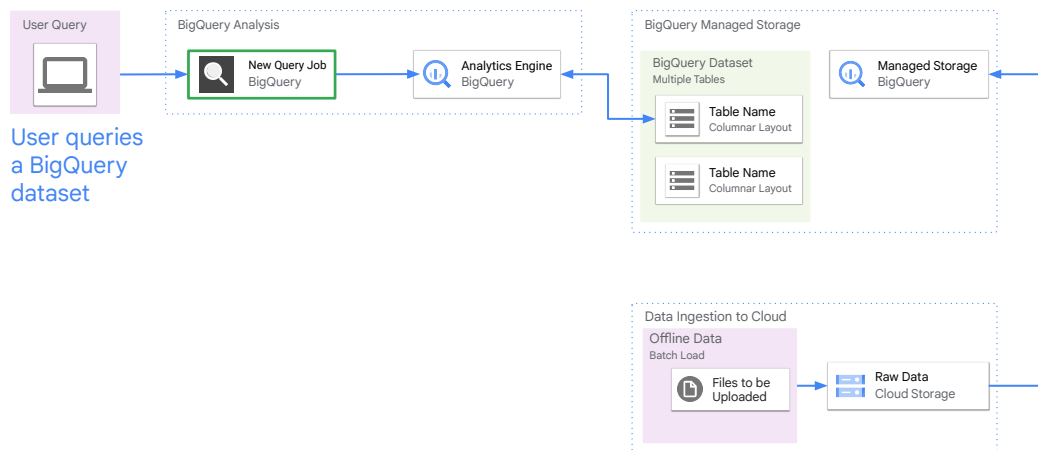 User Query
User queries
a BigQuery
dataset
BigQuery Analysis
New Query Job
BigQuery
Analytics Engine
BigQuery
BigQuery Managed Storage
BigQuery Dataset
Multiple Tables
Table Name
Columnar Layout
Table Name
Columnar Layout
Managed Storage
BigQuery
Data Ingestion to Cloud
Offline Data
Batch Load
Files to be
Uploaded
Raw Data
Cloud Storage